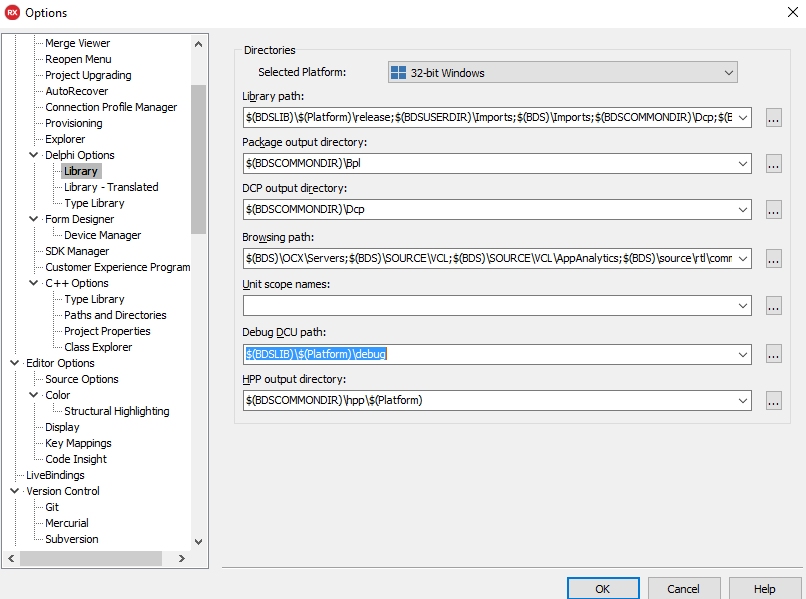 RX Options
Merge Viewer
Reopen Menu
Project Upgrading
AutoRecover
Connection Profile Manager
Provisioning
Explorer
Delphi Options
Library
Library - Translated
Type Library
Form Designer
Device Manager
SDK Manager
Customer Experience Program
C++ Options
Type Library
Paths and Directories
Project Properties
Class Explorer
Editor Options
Source Options
Color
Structural Highlighting
Display
Key Mappings
Code Insight
LiveBindings
Version Control
Git
Mercurial
Subversion
Directories
Selected Platform: 32-bit Windows
Library path:
$(BDSLIB)\$(Platform)\release;$(BDSUSERDIR)\Imports;$(BDS)\Imports;$(BDSCOMMONDIR)\Dcp;$(E ...
Package output directory:
$(BDSCOMMONDIR)\Bpl ...
DCP output directory:
$(BDSCOMMONDIR)\Dcp ...
Browsing path:
$(BDS)\OCX\Servers;$(BDS)\SOURCE\VCL;$(BDS)\SOURCE\VCL\AppAnalytics;$(BDS)\source\rtl\comm ...
Unit scope names:
...
Debug DCU path:
$(BDSLIB)\$(Platform)\debug ...
HPP output directory:
$(BDSCOMMONDIR)\hpp\$(Platform) ...
OK Cancel Help